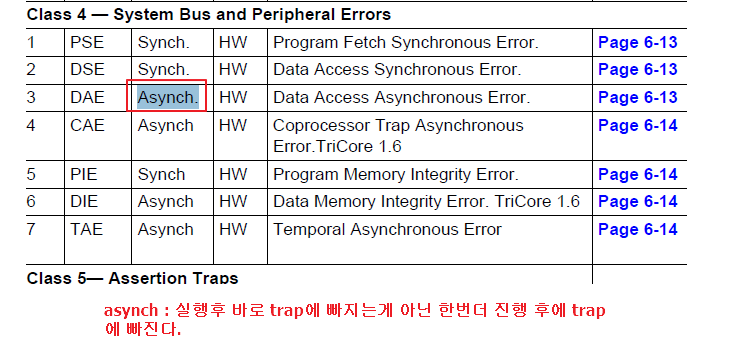 Class 4 — System Bus and Peripheral Errors
1 PSE Synch. HW Program Fetch Synchronous Error. Page 6-13
2 DSE Synch. HW Data Access Synchronous Error. Page 6-13
3 DAE Asynch. HW Data Access Asynchronous Error. Page 6-13
4 CAE Asynch HW Coprocessor Trap Asynchronous Page 6-14
Error.TriCore 1.6
5 PIE Synch HW Program Memory Integrity Error. Page 6-14
6 DIE Asynch HW Data Memory Integrity Error. TriCore 1.6 Page 6-14
7 TAE Asynch HW Temporal Asynchronous Error Page 6-14
Class 5— Assertion Traps
asynch : 실행후 바로 trap에 빠지는게 아닌 한번더 진행 후에 trap
에 빠진다.